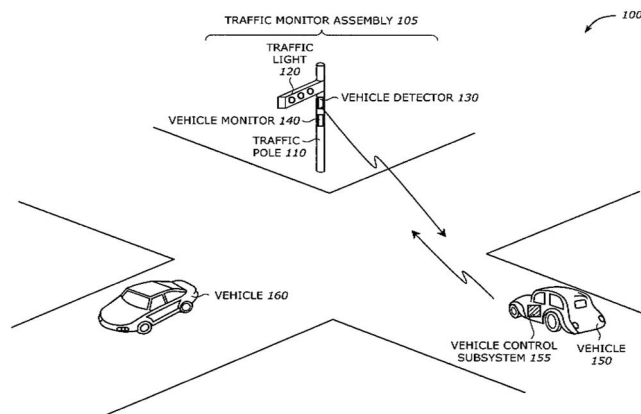 TRAFFIC MONITOR ASSEMBLY 105
100
TRAFFIC
LIGHT
120
VEHICLE DETECTOR 130
VEHICLE MONITOR 140
TRAFFIC
POLE 110
VEHICLE 160
VEHICLE CONTROL
SUBSYSTEM 155
VEHICLE
150